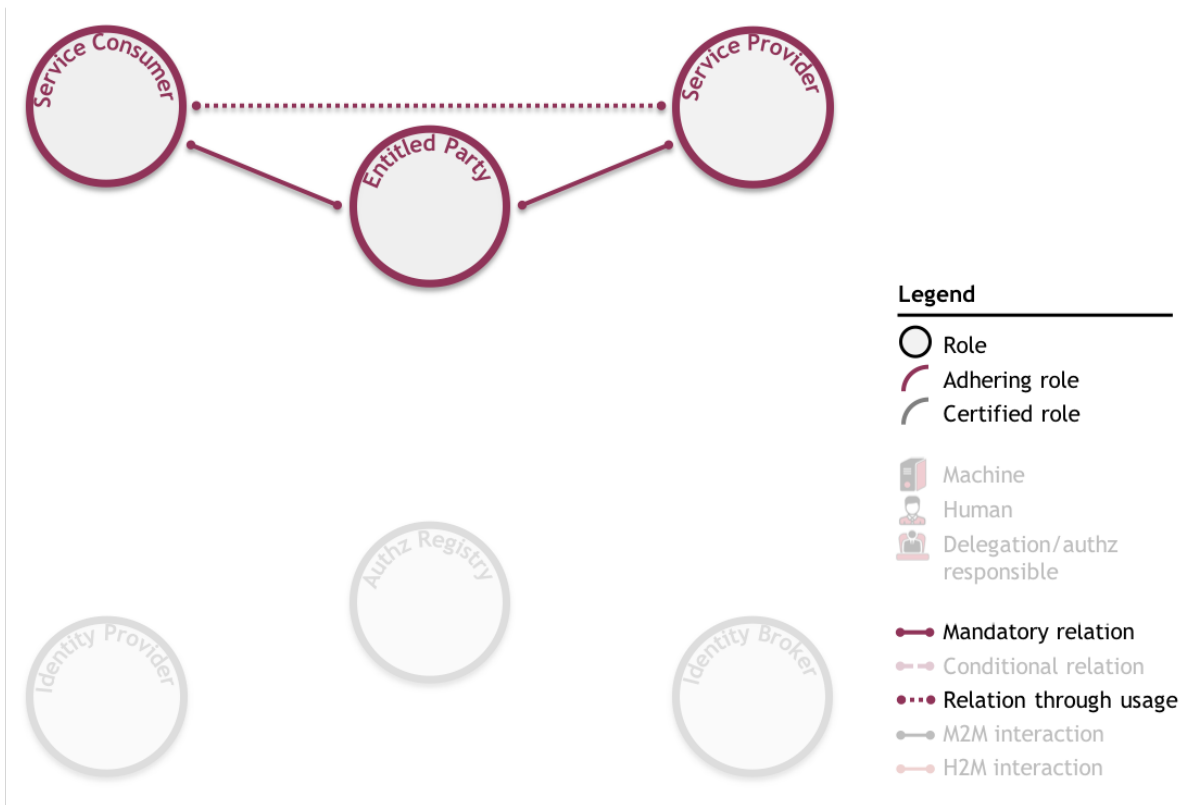 Service Consumer
Service Provider
Entitled Party
Legend
Role
Adhering role
Certified role
Machine
Human
Delegation/authz
responsible
Authz Registry
Identity Provider
Identity Broker
Mandatory relation
Conditional relation
Relation through usage
M2M interaction
H2M interaction